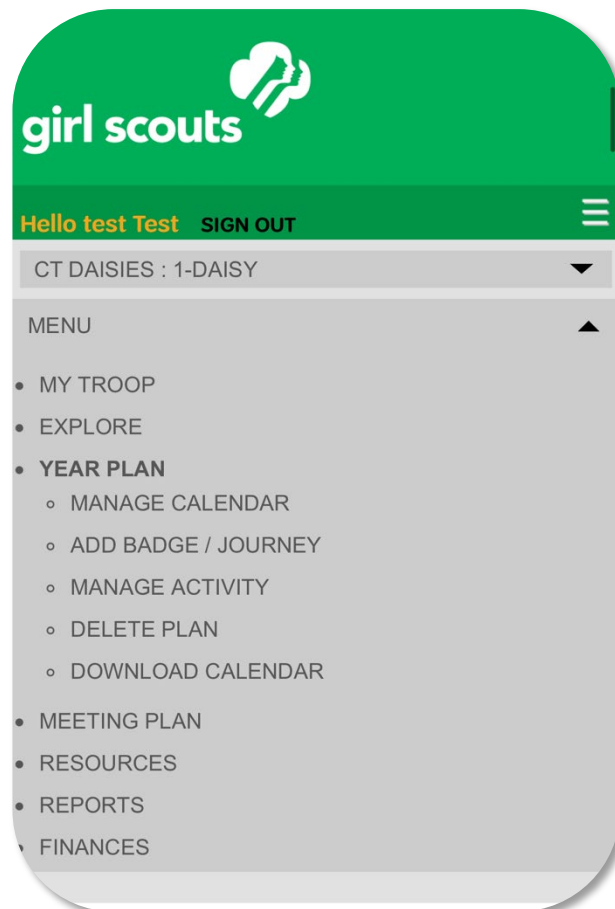 girl scouts
Hello test Test SIGN OUT
CT DAISIES : 1-DAISY
MENU
MY TROOP
EXPLORE
YEAR PLAN
MANAGE CALENDAR
ADD BADGE / JOURNEY
MANAGE ACTIVITY
DELETE PLAN
DOWNLOAD CALENDAR
MEETING PLAN
RESOURCES
REPORTS
FINANCES